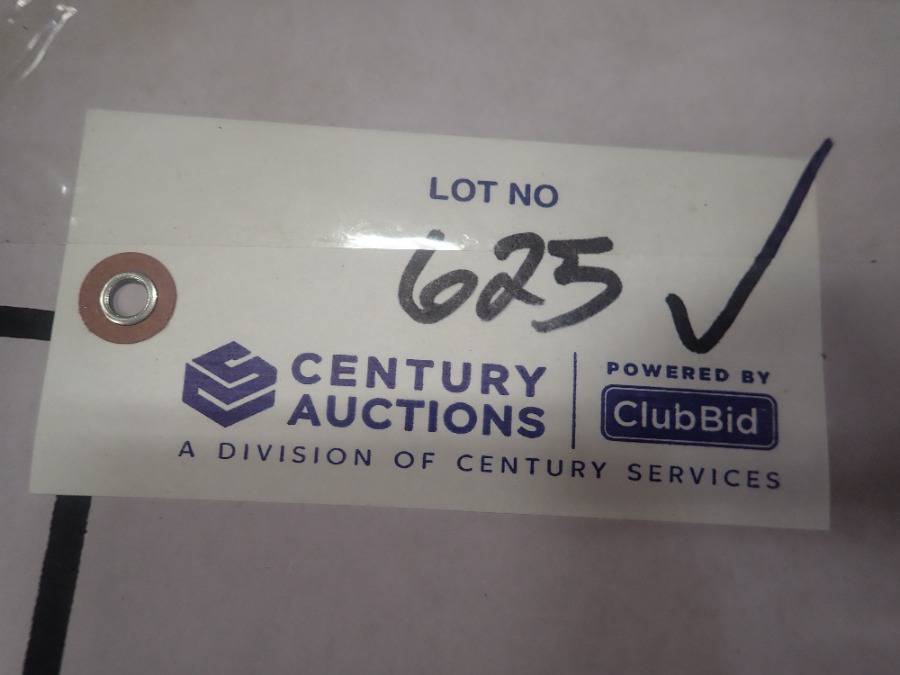 LOT NO
625
CENTURY
AUCTIONS
POWERED BY
ClubBid
A DIVISION OF CENTURY SERVICES